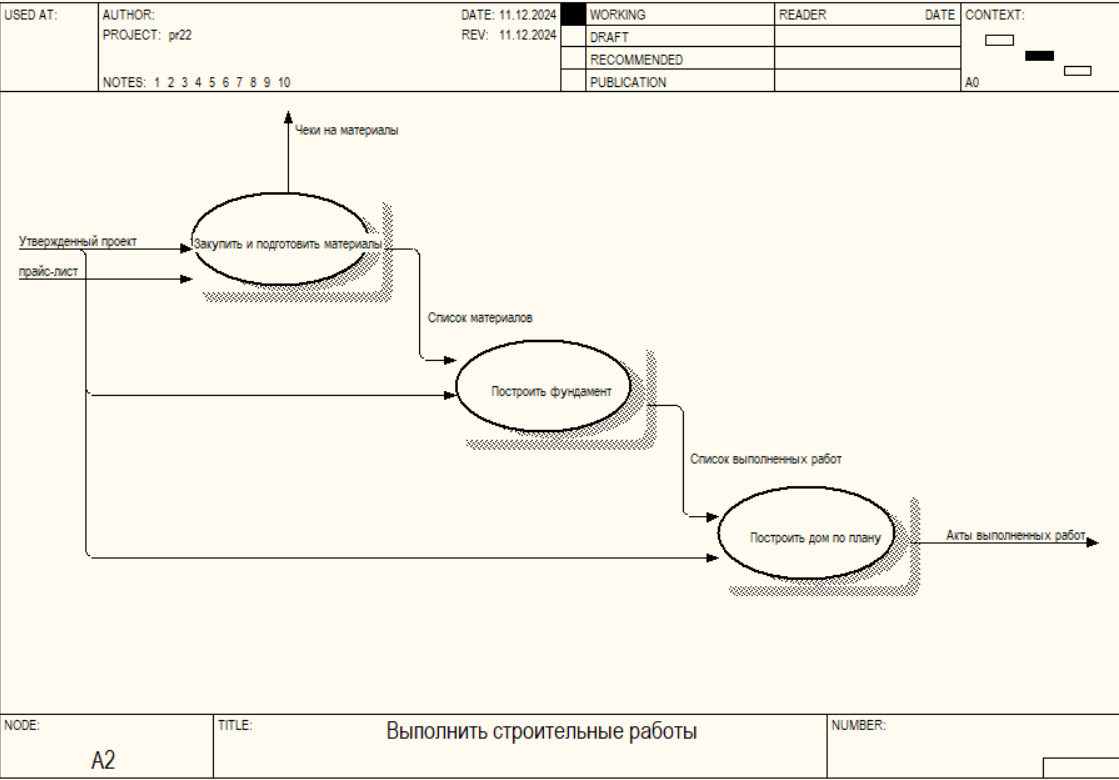 USED AT:
AUTHOR:
DATE: 11.12.2024
WORKING
READER
DATE
CONTEXT:
PROJECT: pr22
REV: 11.12.2024
DRAFT
RECOMMENDED
NOTES: 1 2 3 4 5 6 7 8 9 10
PUBLICATION
A0
Чеки на материалы
Утвержденный проект
Закупить и подготовить материалы
прайс-лист
Список материалов
Построить фундамент
Список выполненных работ
Построить дом по плану
Акты выполненных работ
NODE:
TITLE:
Выполнить строительные работы
NUMBER:
A2